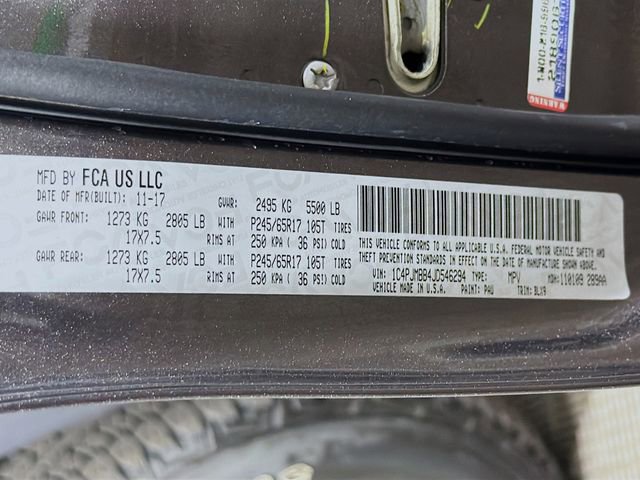 WARNING
MFD BY FCA US LLC
DATE OF MFR(BUILT): 11-17 GVWR: 2495 KG 5500 LB
GAWR FRONT: 1273 KG 2805 LB WITH P245/65R17 105T TIRES
17X7.5 RIMS AT 250 KPA ( 36 PSI) COLD
GAWR REAR: 1273 KG 2805 LB WITH P245/65R17 105T TIRES
17X7.5 RIMS AT 250 KPA ( 36 PSI) COLD
THIS VEHICLE CONFORMS TO ALL APPLICABLE U.S.A. FEDERAL MOTOR VEHICLE SAFETY AND
THEFT PREVENTION STANDARDS IN EFFECT ON THE DATE OF MANUFACTURE SHOWN ABOVE.
VIN: 1C4PJMBB4JD546294 TYPE: MPV MDH: 110109 289AA
VEHICLE MADE IN U.S.A. PAINT: PAU TRIM: BLX9